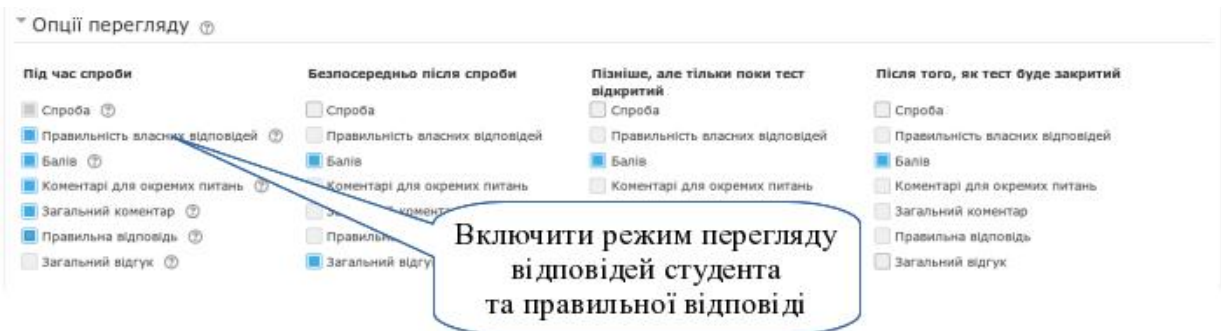 Опції перегляду
Під час спроби
Спроба
Правильність власних відповідей
Балів
Коментарі для окремих питань
Загальний коментар
Правильна відповідь
Загальний відгук
Безпосередньо після спроби
Спроба
Правильність власних відповідей
Балів
Коментарі для окремих питань
Загальний
Загальний
Пізніше, але тільки поки тест
відкритий
Спроба
Правильність власних відповідей
Балів
Коментарі для окремих питань
Після того, як тест буде закритий
Спроба
Правильність власних відповідей
Балів
Коментарі для окремих питань
Загальний коментар
Правильна відповідь
Загальний відгук
Включити режим перегляду
відповідей студента
та правильної відповіді